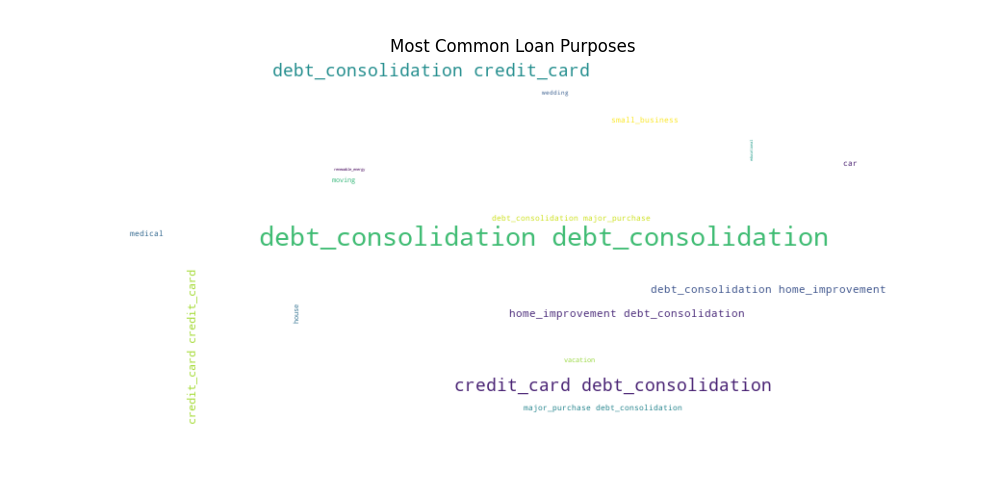 Most Common Loan Purposes
debt_consolidation credit_card
wedding
small_business
car
renewable_energy
moving
debt_consolidation major_purchase
medical
debt_consolidation debt_consolidation
credit_card credit_card
debt_consolidation home_improvement
house
home_improvement debt_consolidation
vacation
credit_card debt_consolidation
major_purchase debt_consolidation